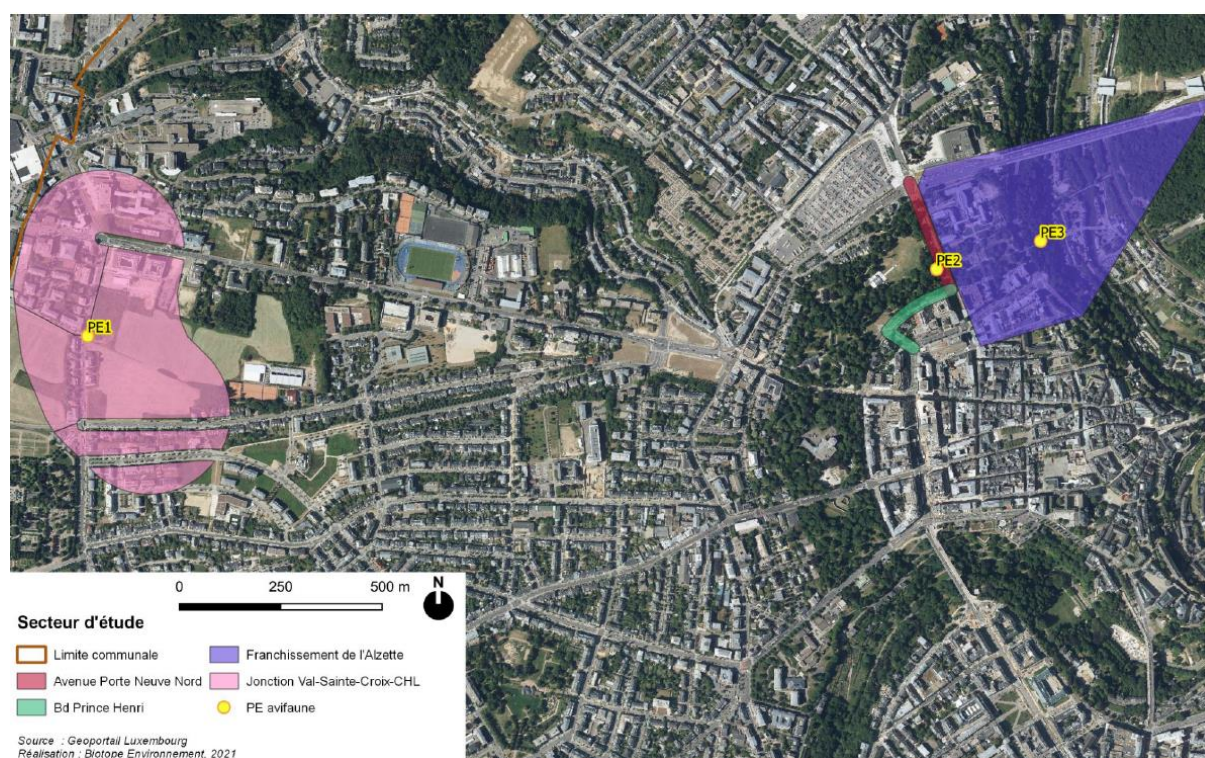 PE3
PE2
PE1
0 250 500 m
N
Secteur d'étude
Limite communale
Franchissement de l'Alzette
Avenue Porte Neuve Nord
Jonction Val-Sainte-Croix-CHL
Bd Prince Henri
PE avifaune
Source : Geoportail Luxembourg
Réalisation : Biotope Environnement, 2021